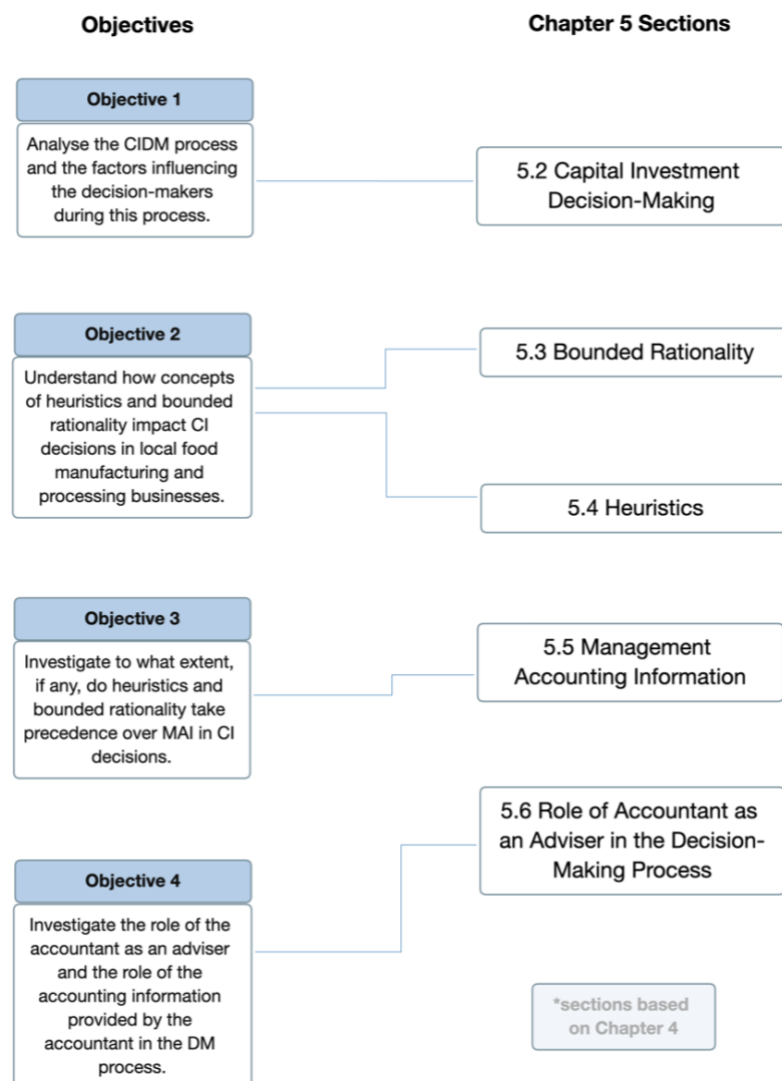 Objectives
Chapter 5 Sections
Objective 1
Analyse the CIDM process
and the factors influencing
the decision-makers
during this process.
5.2 Capital Investment
Decision-Making
Objective 2
Understand how concepts
of heuristics and bounded
rationality impact CI
decisions in local food
manufacturing and
processing businesses.
5.3 Bounded Rationality
5.4 Heuristics
Objective 3
Investigate to what extent,
if any, do heuristics and
bounded rationality take
precedence over MAI in CI
decisions.
5.5 Management
Accounting Information
5.6 Role of Accountant as
an Adviser in the Decision-
Making Process
Objective 4
Investigate the role of the
accountant as an adviser
and the role of the
accounting information
provided by the
accountant in the DM
process.
*sections based
on Chapter 4